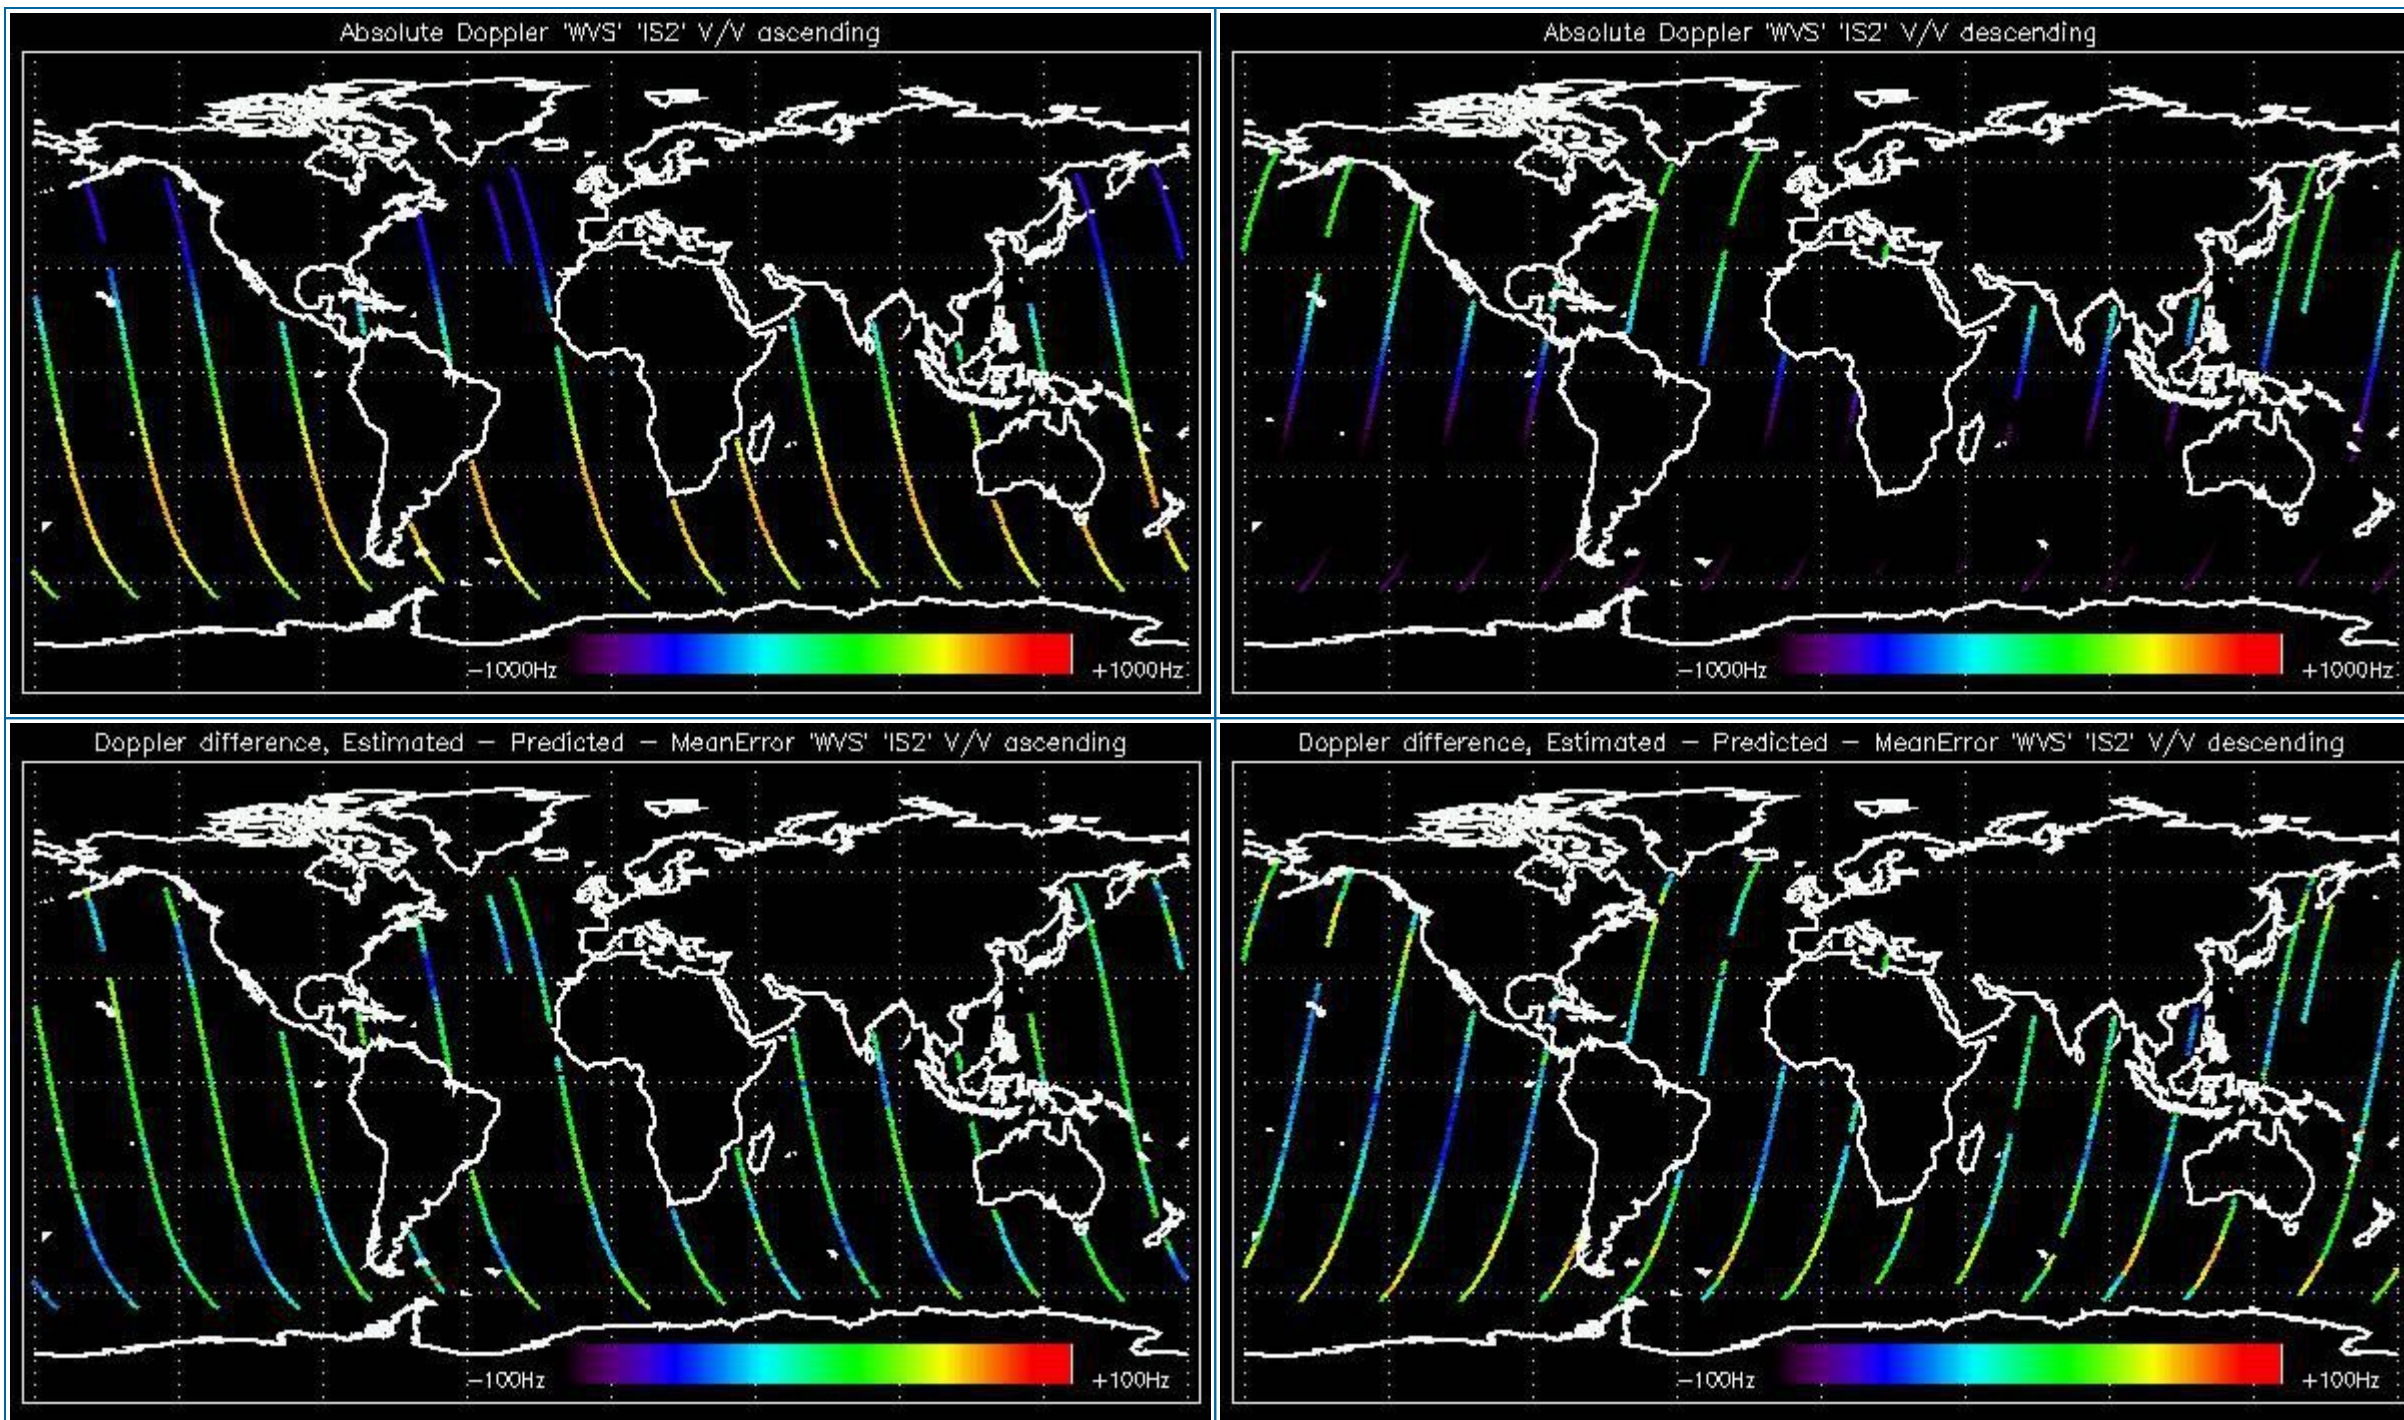 Absolute Doppler 'WVS' 'IS2' V/V ascending
-1000Hz
+1000Hz
Absolute Doppler 'WVS' 'IS2' V/V descending
-1000Hz
+1000Hz
Doppler difference, Estimated - Predicted - MeanError 'WVS' 'IS2' V/V ascending
-100Hz
+100Hz
Doppler difference, Estimated - Predicted - MeanError 'WVS' 'IS2' V/V descending
-100Hz
+100Hz